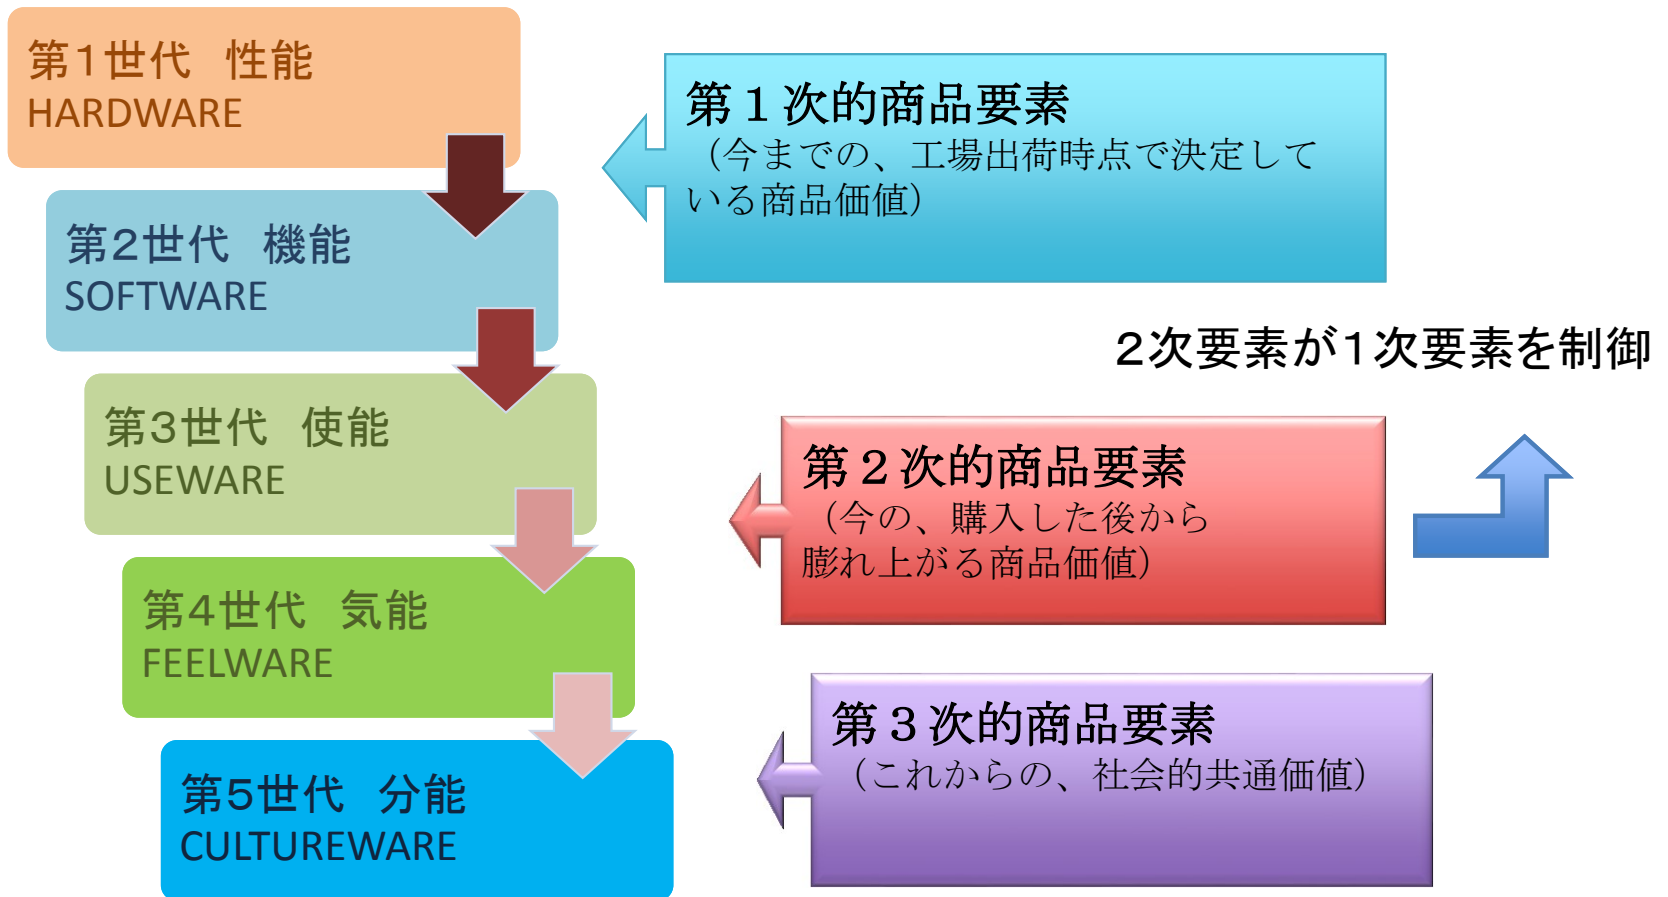 第1世代　性能
HARDWARE
第2世代　機能
SOFTWARE
第3世代　使能
USEWARE
第4世代　気能
FEELWARE
第5世代　分能
CULTUREWARE
第１次的商品要素
（今までの、工場出荷時点で決定して
いる商品価値）
２次要素が１次要素を制御
第２次的商品要素
（今の、購入した後から
膨れ上がる商品価値）
第３次的商品要素
（これからの、社会的共通価値）